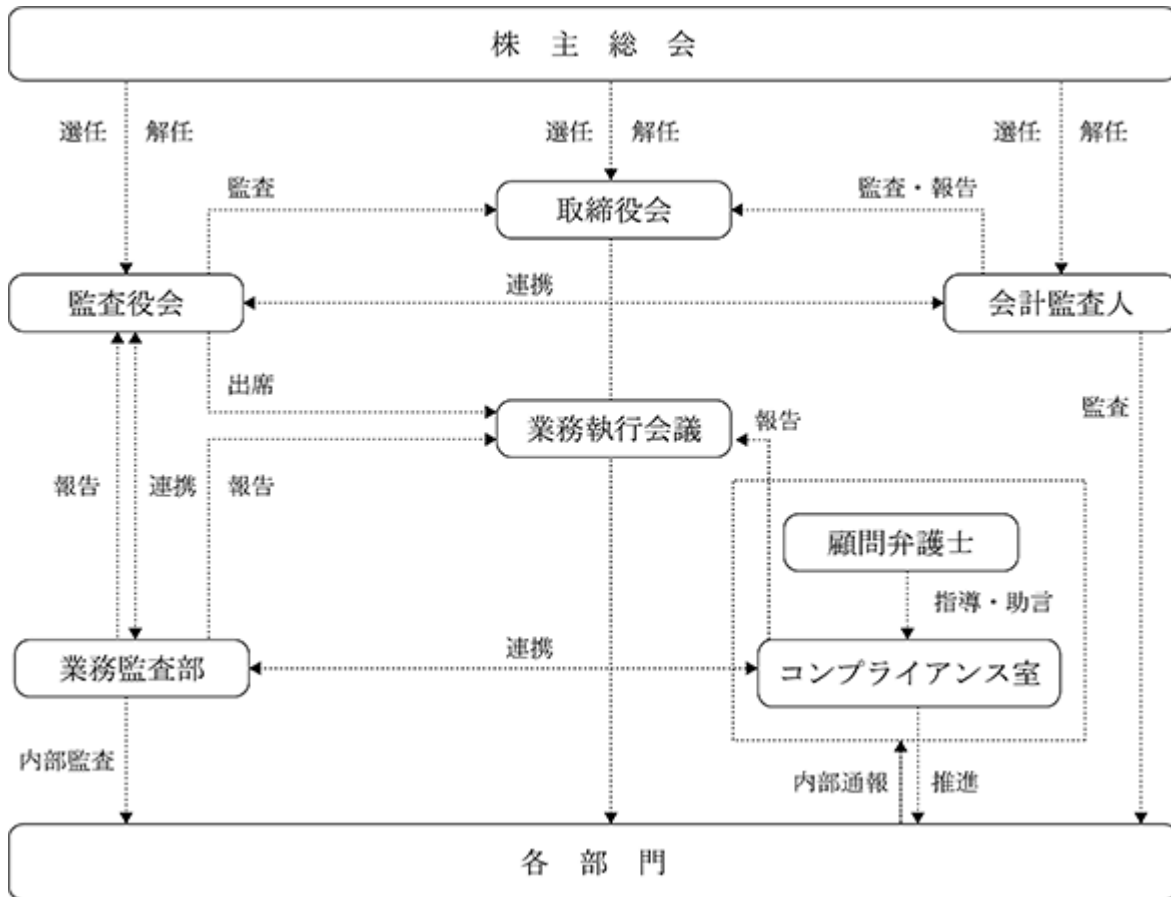 株主総会
選任
解任
選任
解任
選任
解任
監査
取締役会
監査・報告
監査役会
連携
会計監査人
出席
業務執行会議
報告
監査
報告
連携
報告
顧問弁護士
指導・助言
業務監査部
連携
コンプライアンス室
内部監査
内部通報
推進
各部門